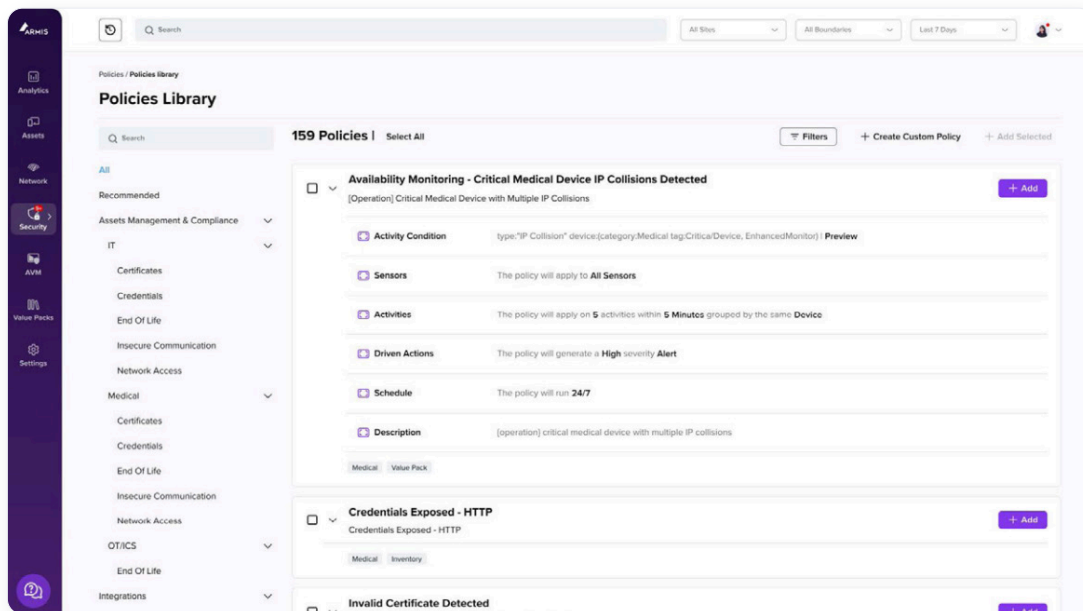 ARMIS
Search
All Sites
All Boundaries
Last 7 Days
Analytics
Assets
Network
Security
AVM
Value Packs
Settings
Policies / Policies library
Policies Library
Search
All
Recommended
Assets Management & Compliance
IT
Certificates
Credentials
End Of Life
Insecure Communication
Network Access
Medical
Certificates
Credentials
End Of Life
Insecure Communication
Network Access
OT/ICS
End Of Life
Integrations
159 Policies | Select All
Filters
+ Create Custom Policy
+ Add Selected
Availability Monitoring - Critical Medical Device IP Collisions Detected
+ Add
[Operation] Critical Medical Device with Multiple IP Collisions
Activity Condition type:"IP Collision" device:(category:Medical tag:Critica/Device, EnhancedMonitor) | Preview
Sensors The policy will apply to All Sensors
Activities The policy will apply on 5 activities within 5 Minutes grouped by the same Device
Driven Actions The policy will generate a High severity Alert
Schedule The policy will run 24/7
Description [operation] critical medical device with multiple IP collisions
Medical Value Pack
Credentials Exposed - HTTP
+ Add
Credentials Exposed - HTTP
Medical Inventory
Invalid Certificate Detected
+ Add